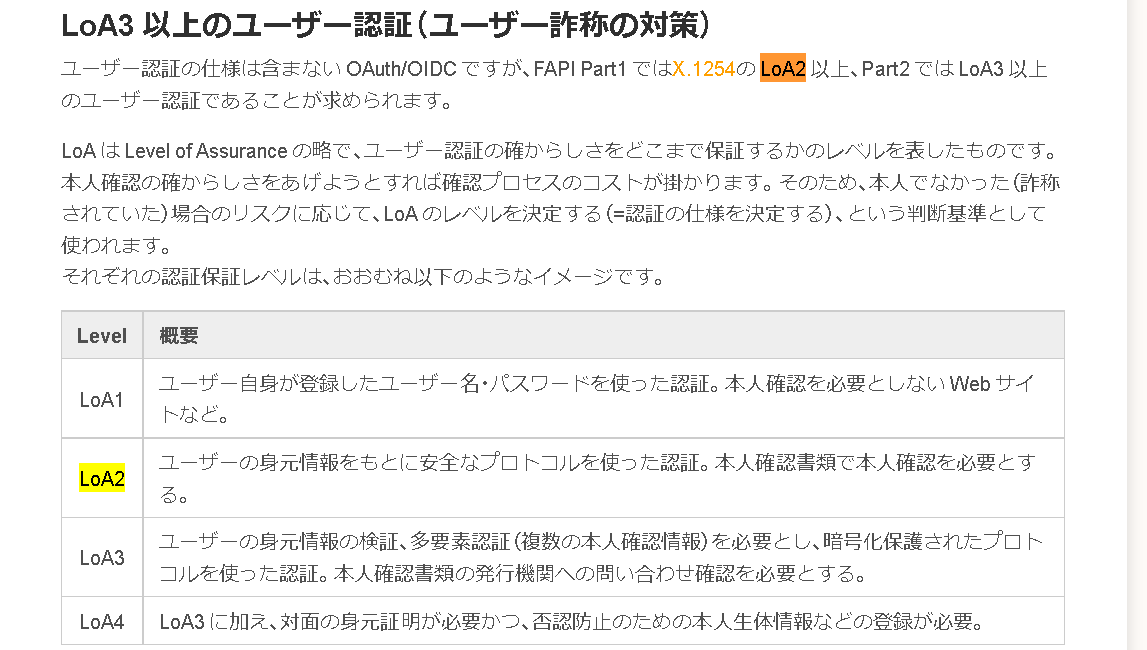 LoA3 以上のユーザー認証（ユーザー詐称の対策）
ユーザー認証の仕様は含まない OAuth/OIDC ですが、FAPI Part1 ではX.1254の LoA2 以上、Part2 では LoA3 以上
のユーザー認証であることが求められます。
LoA は Level of Assurance の略で、ユーザー認証の確からしさをどこまで保証するかのレベルを表したものです。
本人確認の確からしさをあげようとすれば確認プロセスのコストが掛かります。そのため、本人でなかった（詐称
されていた）場合のリスクに応じて、LoA のレベルを決定する（=認証の仕様を決定する）、という判断基準として
使われます。
それぞれの認証保証レベルは、おおむね以下のようなイメージです。
Level 概要
LoA1 ユーザー自身が登録したユーザー名・パスワードを使った認証。本人確認を必要としない Web サイ
トなど。
LoA2 ユーザーの身元情報をもとに安全なプロトコルを使った認証。本人確認書類で本人確認を必要とす
る。
LoA3 ユーザーの身元情報の検証、多要素認証（複数の本人確認情報）を必要とし、暗号化保護されたプロト
コルを使った認証。本人確認書類の発行機関への問い合わせ確認を必要とする。
LoA4 LoA3 に加え、対面の身元証明が必要かつ、否認防止のための本人生体情報などの登録が必要。